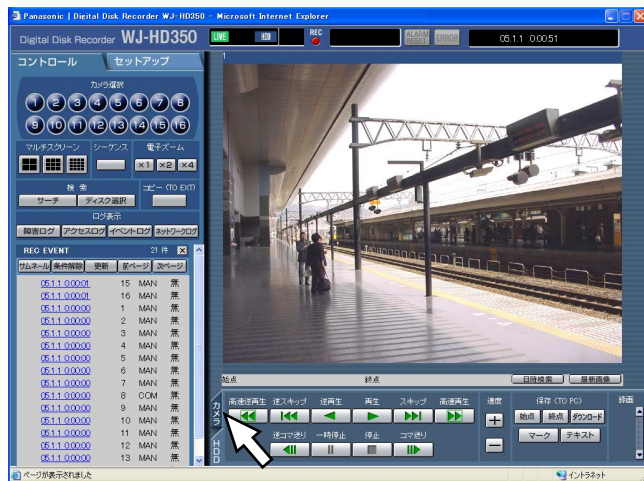 Panasonic | Digital Disk Recorder WJ-HD350 - Microsoft Internet Explorer
Digital Disk Recorder WJ-HD350
LIVE
HDD
REC
ALARM RESET
ERROR
05.1.1 0:00:51
コントロール
セットアップ
カメラ選択
1 2 3 4 5 6 7 8
9 10 11 12 13 14 15 16
マルチスクリーン
シーケンス
電子ズーム
×1 ×2 ×4
検索
コピー (TO EXT)
サーチ
ディスク選択
ログ表示
障害ログ アクセスログ イベントログ ネットワークログ
REC EVENT 21 件 X
サムネール 条件解除 更新 前ページ 次ページ
05.1.1 0:00:01 15 MAN 無
05.1.1 0:00:01 16 MAN 無
05.1.1 0:00:00 1 MAN 無
05.1.1 0:00:00 2 MAN 無
05.1.1 0:00:00 3 MAN 無
05.1.1 0:00:00 4 MAN 無
05.1.1 0:00:00 5 MAN 無
05.1.1 0:00:00 6 MAN 無
05.1.1 0:00:00 7 MAN 無
05.1.1 0:00:00 8 COM 無
05.1.1 0:00:00 9 MAN 無
05.1.1 0:00:00 10 MAN 無
05.1.1 0:00:00 11 MAN 無
05.1.1 0:00:00 12 MAN 無
05.1.1 0:00:00 13 MAN 無
1
始点
終点
日時検索
最新画像
カメラ
HDD
高速逆再生 逆スキップ 逆再生 再生 スキップ 高速再生
逆コマ送り 一時停止 停止 コマ送り
速度
+
−
保存 (TO PC)
始点 終点 ダウンロード
マーク テキスト
録画
ページが表示されました
イントラネット